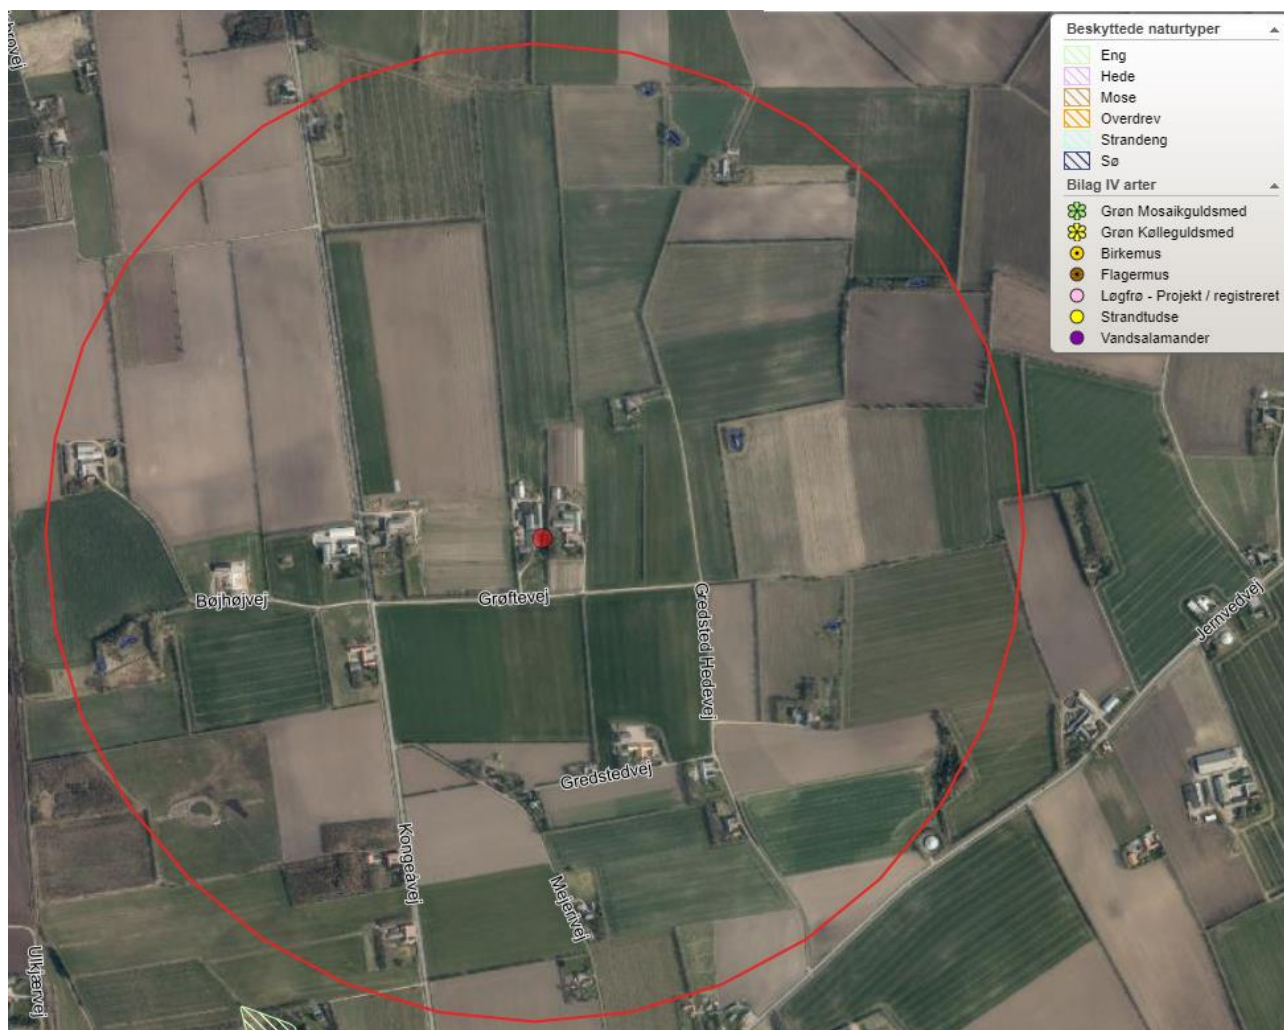 Beskyttede naturtyper
Eng
Hede
Mose
Overdrev
Strandeng
Sø
Bilag IV arter
Grøn Mosaikguldsmed
Grøn Kølleguldsmed
Birkemus
Flagermus
Løgfrø - Projekt / registreret
Strandtudse
Vandsalamander
Bøjhøjvej
Grøftevej
Gredsted Hedevej
Jernvedvej
Gredstedvej
Kongeåvej
Mejerivej
Ulkjærvej